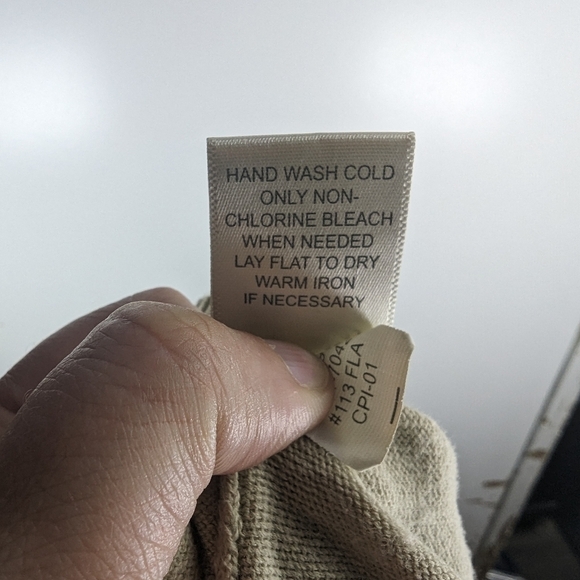 HAND WASH COLD
ONLY NON-
CHLORINE BLEACH
WHEN NEEDED
LAY FLAT TO DRY
WARM IRON
IF NECESSARY
#113 FLA
CPI-01